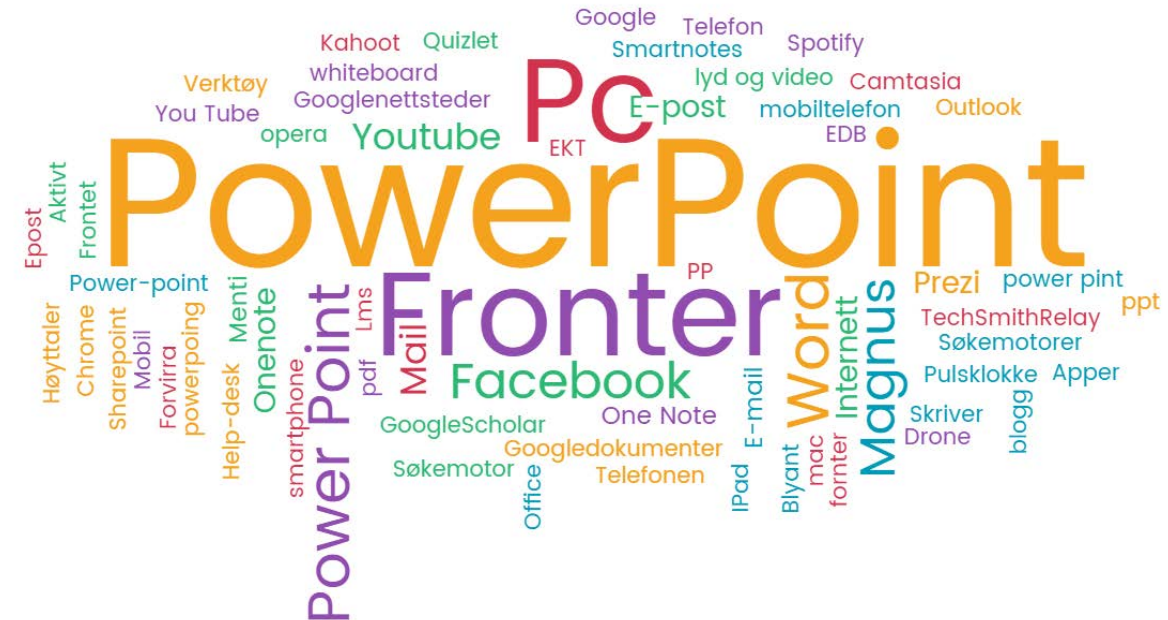 Google
Telefon
Kahoot
Quizlet
Smartnotes
Spotify
whiteboard
Pc
lyd og video
Camtasia
Verktøy
Googlenettsteder
E-post
mobiltelefon
Outlook
You Tube
opera
Youtube
EKT
EDB
PowerPoint
Aktivt
Frontet
Epost
Power-point
Menti
Onenote
Power Point
Lms
Fronter
PP
Word
Internett
Magnus
Prezi
power pint
ppt
Høyttaler
Chrome
Sharepoint
Mobil
Forvirra
powerpoing
Help-desk
smartphone
pdf
Mail
Facebook
TechSmithRelay
Søkemotorer
Pulsklokke
Apper
GoogleScholar
One Note
E-mail
Skriver
Drone
blogg
Googledokumenter
Søkemotor
Telefonen
Office
IPad
Blyant
mac
fornter